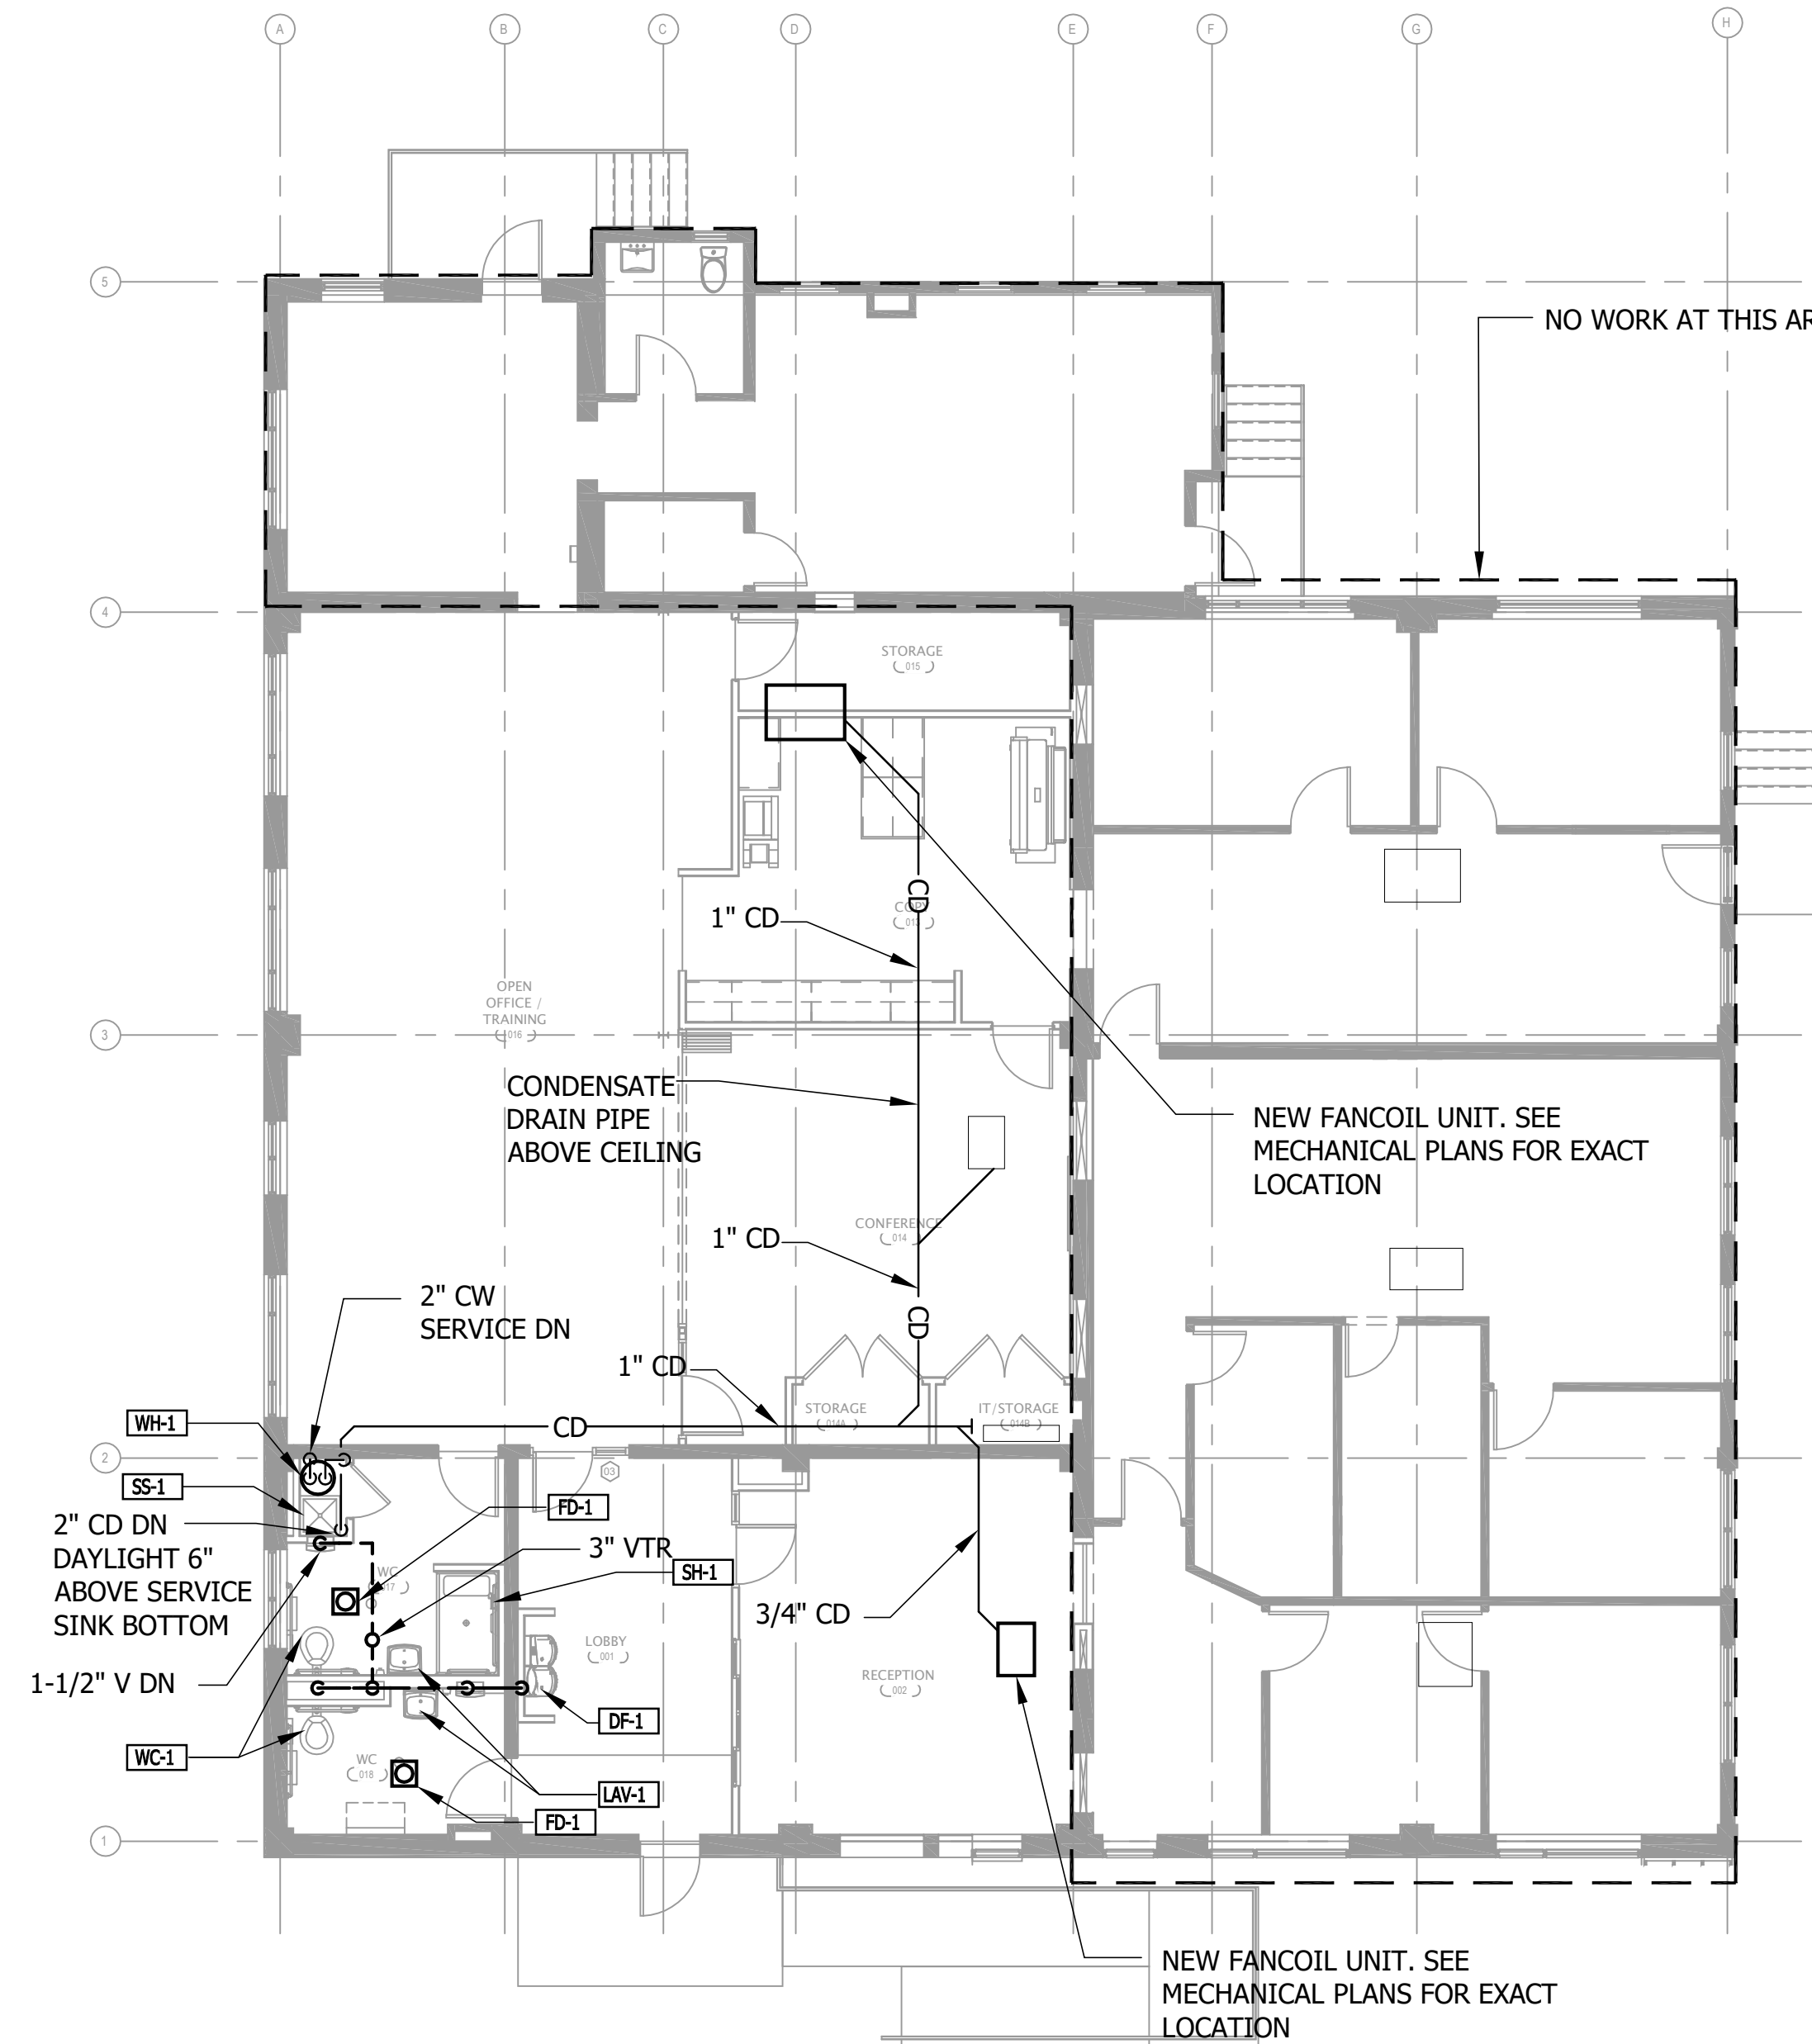 A
B
C
D
E
F
G
H
5
NO WORK AT THIS AR
4
STORAGE
015
CD
1" CD
COPY
013
OPEN
OFFICE /
TRAINING
016
3
CONDENSATE
DRAIN PIPE
ABOVE CEILING
NEW FANCOIL UNIT. SEE
MECHANICAL PLANS FOR EXACT
LOCATION
CONFERENCE
014
1" CD
2" CW
SERVICE DN
CD
1" CD
STORAGE
014A
IT/STORAGE
014B
WH-1
CD
2
03
SS-1
FD-1
2" CD DN
DAYLIGHT 6"
ABOVE SERVICE
SINK BOTTOM
3" VTR
WC
017
SH-1
3/4" CD
LOBBY
001
RECEPTION
002
1-1/2" V DN
DF-1
WC-1
WC
018
LAV-1
FD-1
1
NEW FANCOIL UNIT. SEE
MECHANICAL PLANS FOR EXACT
LOCATION